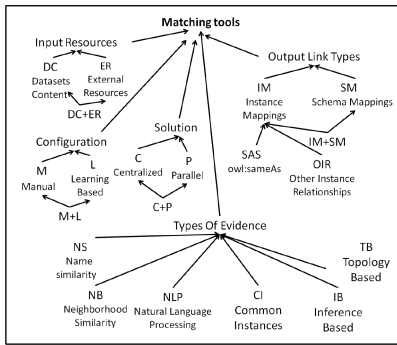 Matching tools
Input Resources
Output Link Types
DC
Datasets
Content
ER
External
Resources
DC+ER
IM
Instance
Mappings
SM
Schema Mappings
IM+SM
Configuration
Solution
M
Manual
L
Learning
Based
M+L
C
Centralized
P
Parallel
C+P
SAS
owl:sameAs
OIR
Other Instance
Relationships
Types Of Evidence
NS
Name
similarity
TB
Topology
Based
NB
Neighborhood
Similarity
NLP
Natural Language
Processing
CI
Common
Instances
IB
Inference
Based